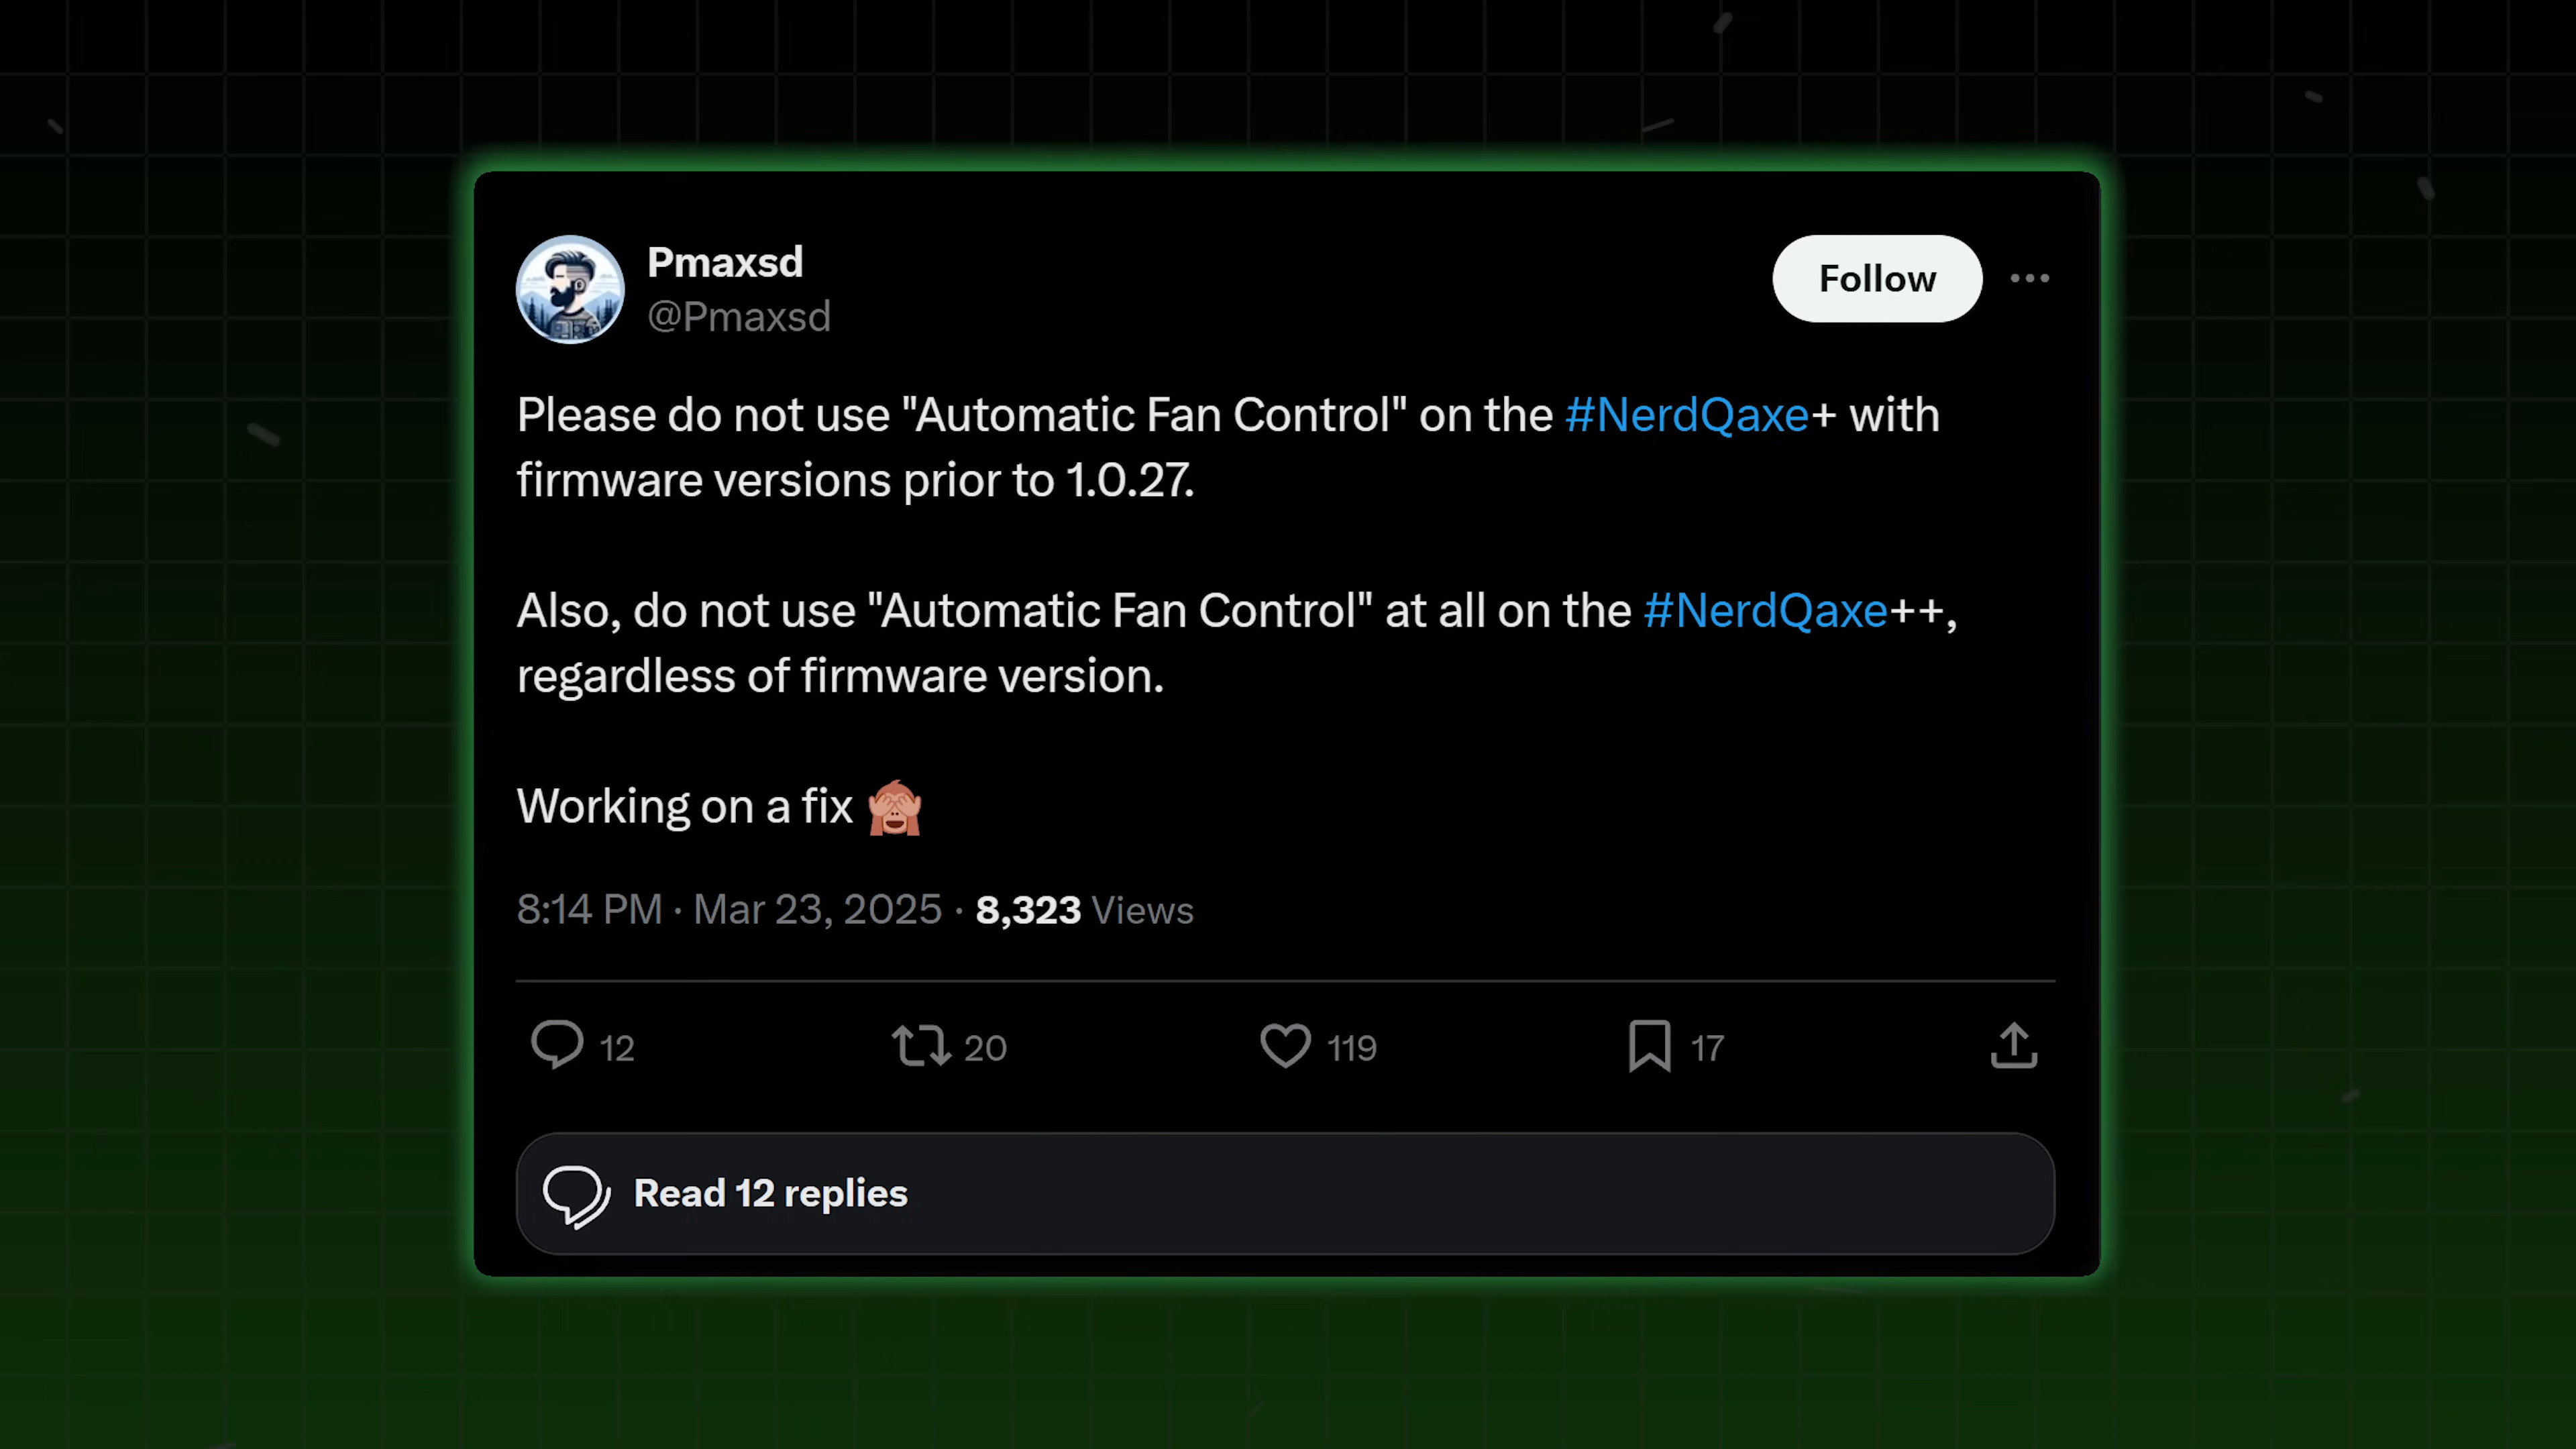 Pmaxsd
@Pmaxsd
Follow
Please do not use "Automatic Fan Control" on the #NerdQaxe+ with
firmware versions prior to 1.0.27.
Also, do not use "Automatic Fan Control" at all on the #NerdQaxe++,
regardless of firmware version.
Working on a fix 🙈
8:14 PM · Mar 23, 2025 · 8,323 Views
12 20 119 17
Read 12 replies